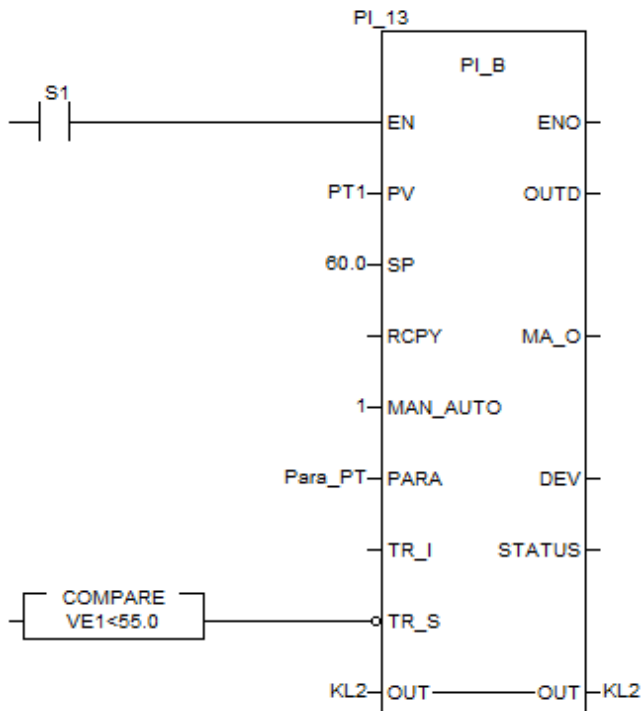 PI_13
PI_B
S1
EN ENO
PT1 PV OUTD
60.0 SP
RCPY MA_O
1 MAN_AUTO
Para_PT PARA DEV
TR_I STATUS
COMPARE
VE1<55.0
TR_S
KL2 OUT OUT KL2